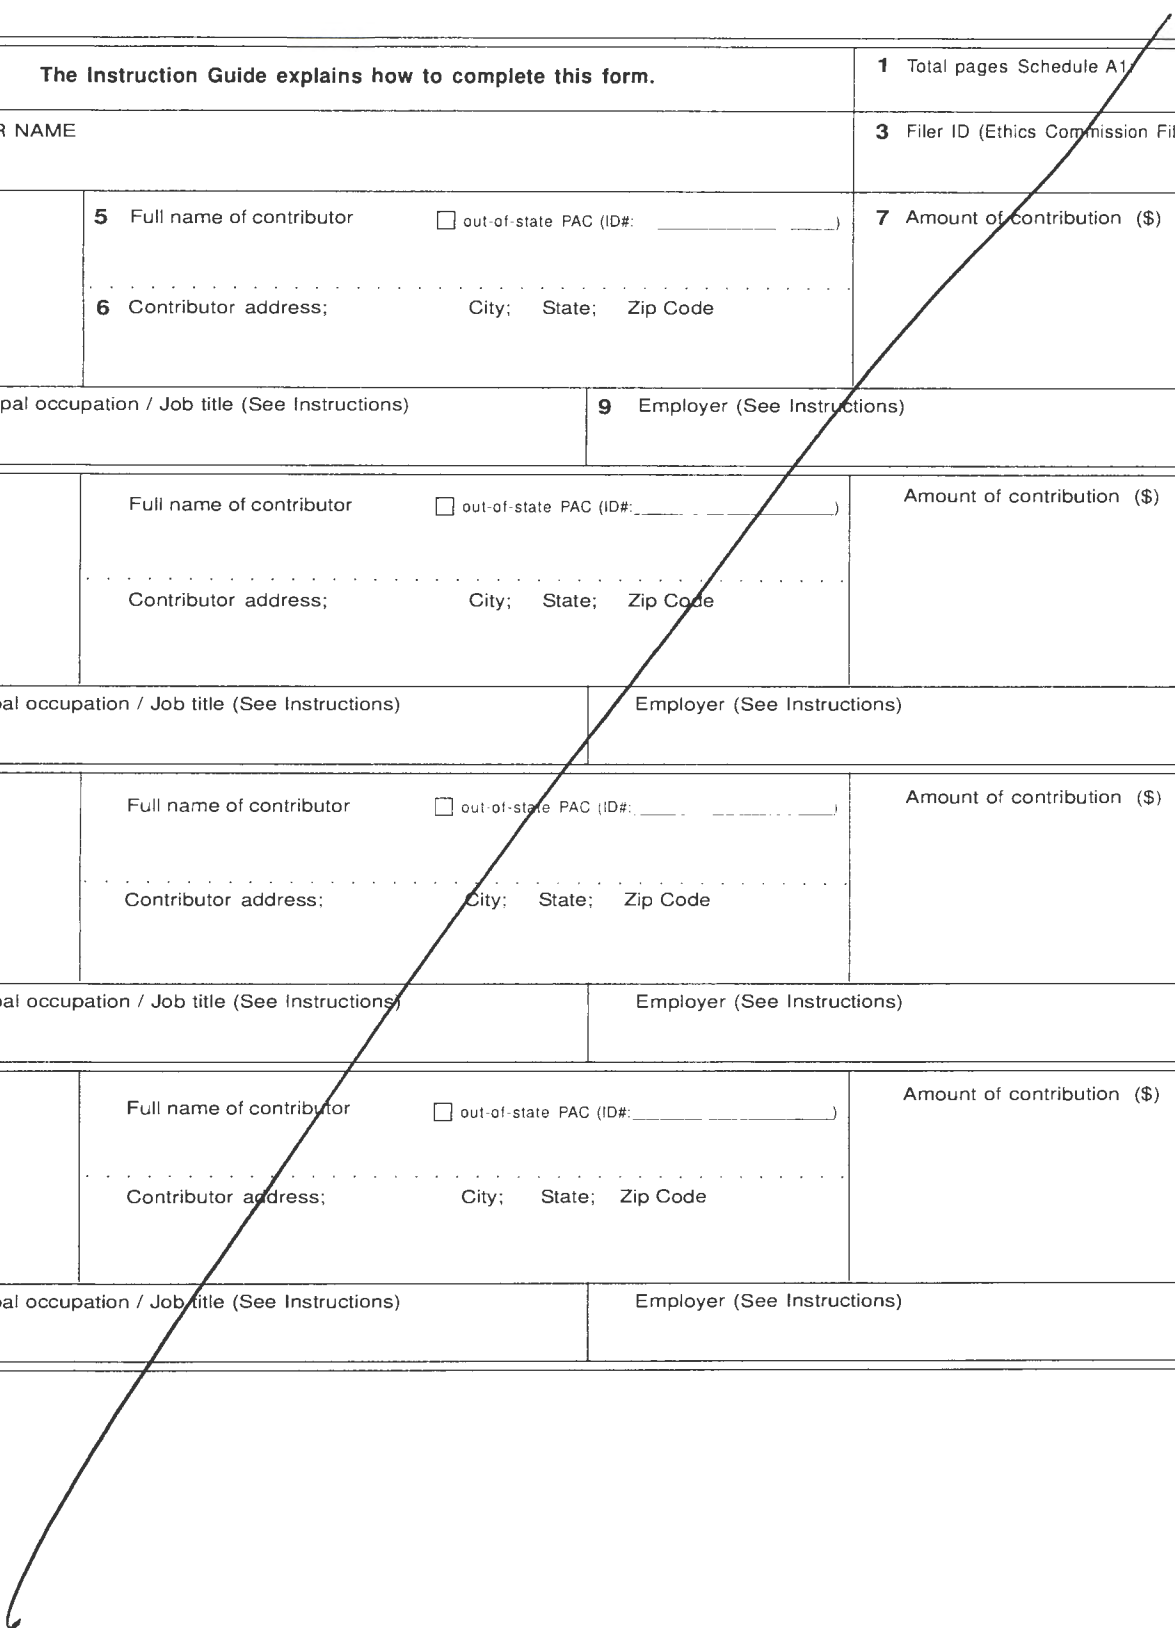 The Instruction Guide explains how to complete this form.
1 Total pages Schedule A1:
R NAME
3 Filer ID (Ethics Commission Fil
5 Full name of contributor
out-of-state PAC (ID#: )
7 Amount of contribution ($)
6 Contributor address; City; State; Zip Code
pal occupation / Job title (See Instructions)
9 Employer (See Instructions)
Full name of contributor
out-of-state PAC (ID#: )
Amount of contribution ($)
Contributor address; City; State; Zip Code
pal occupation / Job title (See Instructions)
Employer (See Instructions)
Full name of contributor
out-of-state PAC (ID#: )
Amount of contribution ($)
Contributor address; City; State; Zip Code
pal occupation / Job title (See Instructions)
Employer (See Instructions)
Full name of contributor
out-of-state PAC (ID#: )
Amount of contribution ($)
Contributor address; City; State; Zip Code
pal occupation / Job title (See Instructions)
Employer (See Instructions)